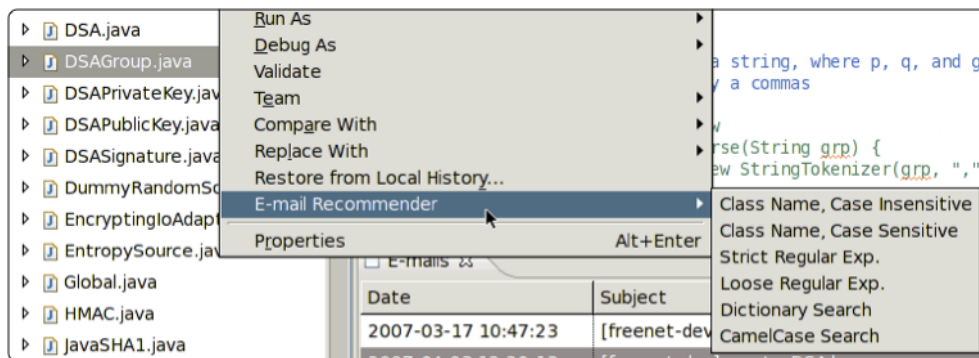 DSA.java
DSAGroup.java
DSAPrivateKey.jav
DSAPublicKey.java
DSASignature.java
DummyRandomSo
EncryptingIoAdapt
EntropySource.jav
Global.java
HMAC.java
JavaSHA1.java
Run As
Debug As
Validate
Team
Compare With
Replace With
Restore from Local History...
E-mail Recommender
Properties Alt+Enter
a string, where p, q, and g
y a commas
w
rse(String grp) {
ew StringTokenizer(grp, ","
Class Name, Case Insensitive
Class Name, Case Sensitive
Strict Regular Exp.
Loose Regular Exp.
Dictionary Search
CamelCase Search
E-mails
Date Subject
2007-03-17 10:47:23 [freenet-dev